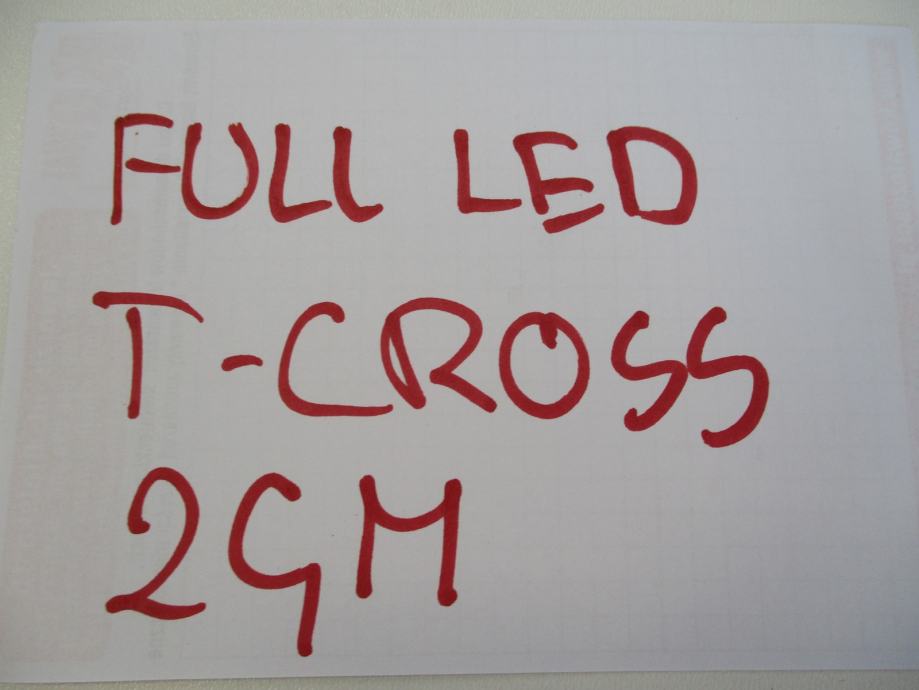 FULL LED
T-CROSS
2GM